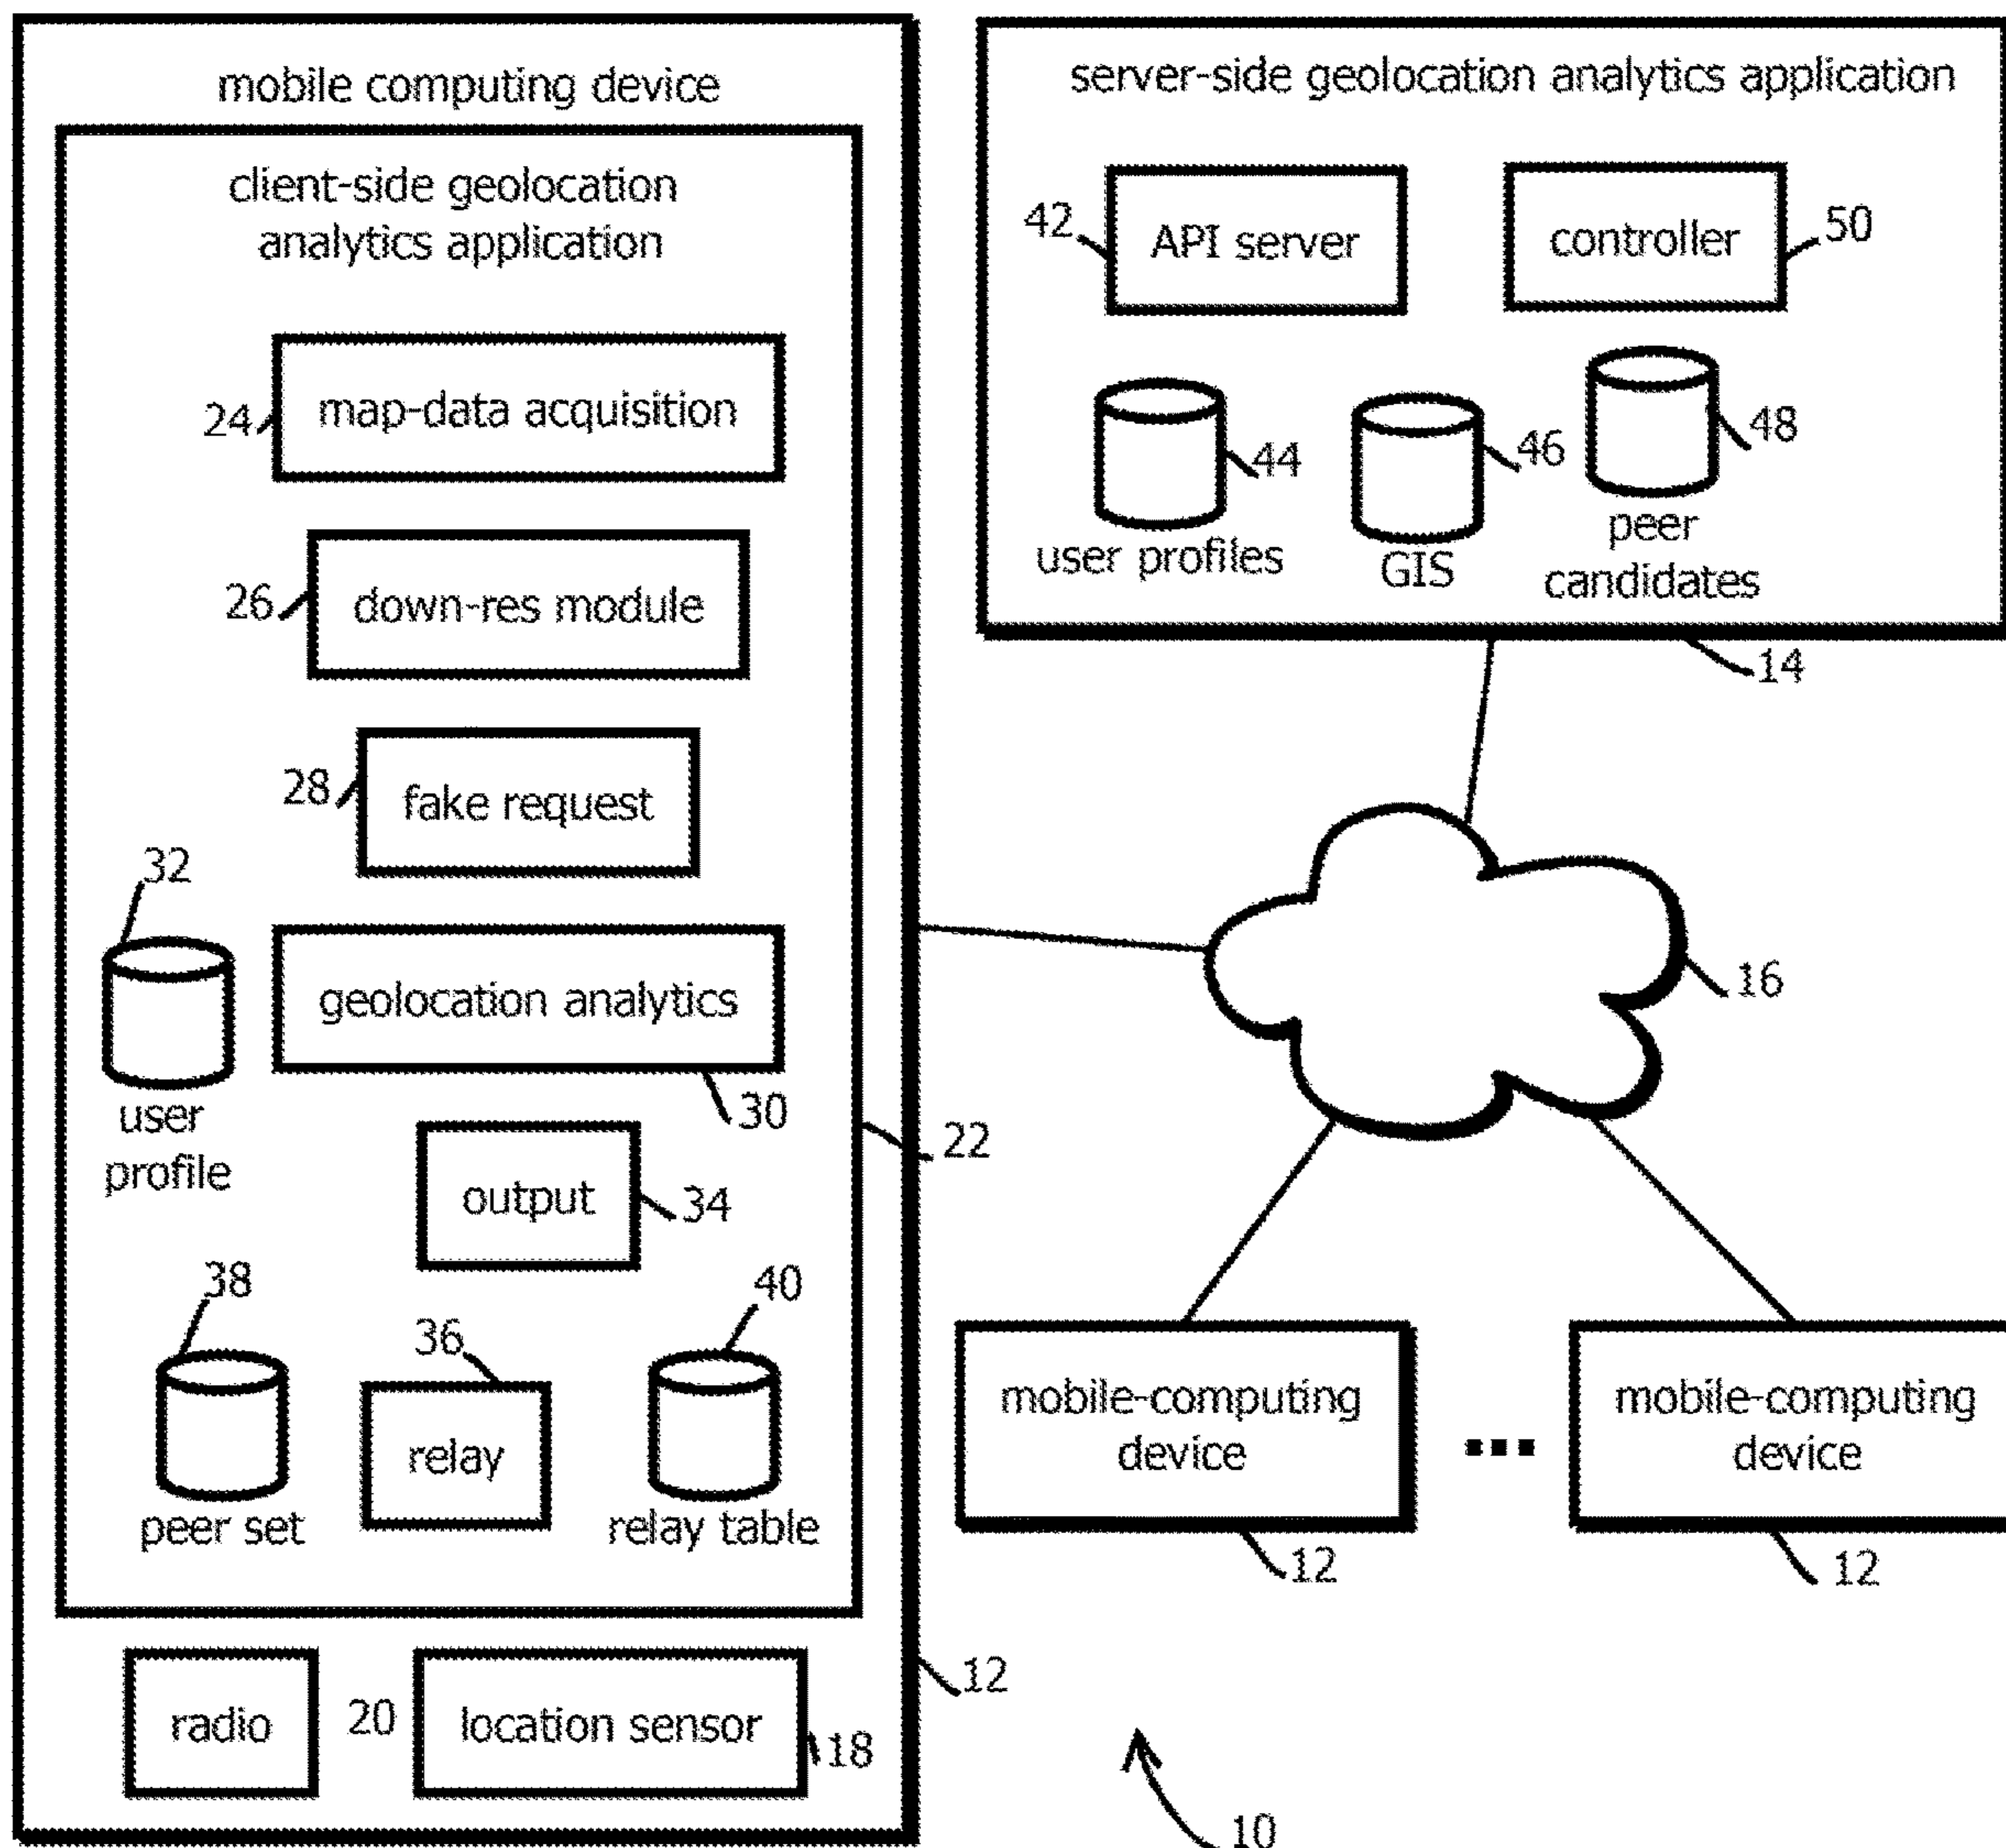 mobile computing device
client-side geolocation
analytics application
map-data acquisition
24
down-res module
26
fake request
28
32
user
profile
geolocation analytics
30
22
output
34
38
peer set
36
relay
40
relay table
radio
20
location sensor
18
12
server-side geolocation analytics application
42
API server
controller
50
44
user profiles
46
GIS
48
peer
candidates
14
16
mobile-computing
device
12
mobile-computing
device
12
10